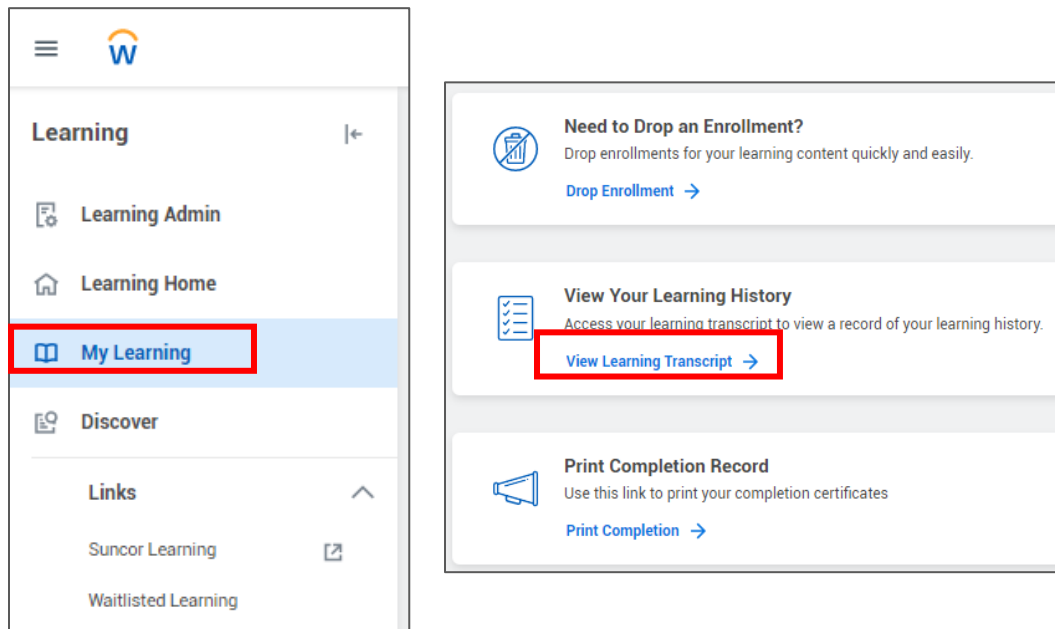 W
Learning
Learning Admin
Learning Home
My Learning
Discover
Links
Suncor Learning
Waitlisted Learning
Need to Drop an Enrollment?
Drop enrollments for your learning content quickly and easily.
Drop Enrollment
View Your Learning History
Access your learning transcript to view a record of your learning history.
View Learning Transcript
Print Completion Record
Use this link to print your completion certificates
Print Completion